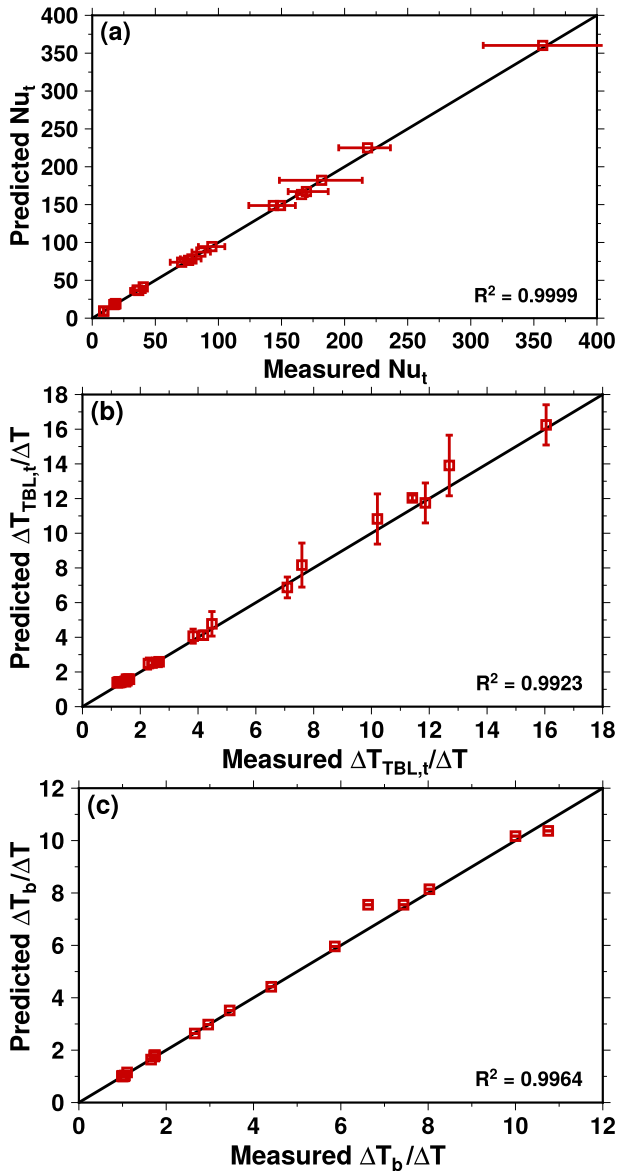 (a)
Predicted Nu_t
400
350
300
250
200
150
100
50
0
R² = 0.9999
0 50 100 150 200 250 300 350 400
Measured Nu_t
(b)
Predicted ΔT_TBL,t/ΔT
18
16
14
12
10
8
6
4
2
0
R² = 0.9923
0 2 4 6 8 10 12 14 16 18
Measured ΔT_TBL,t/ΔT
(c)
Predicted ΔT_b/ΔT
12
10
8
6
4
2
0
R² = 0.9964
0 2 4 6 8 10 12
Measured ΔT_b/ΔT